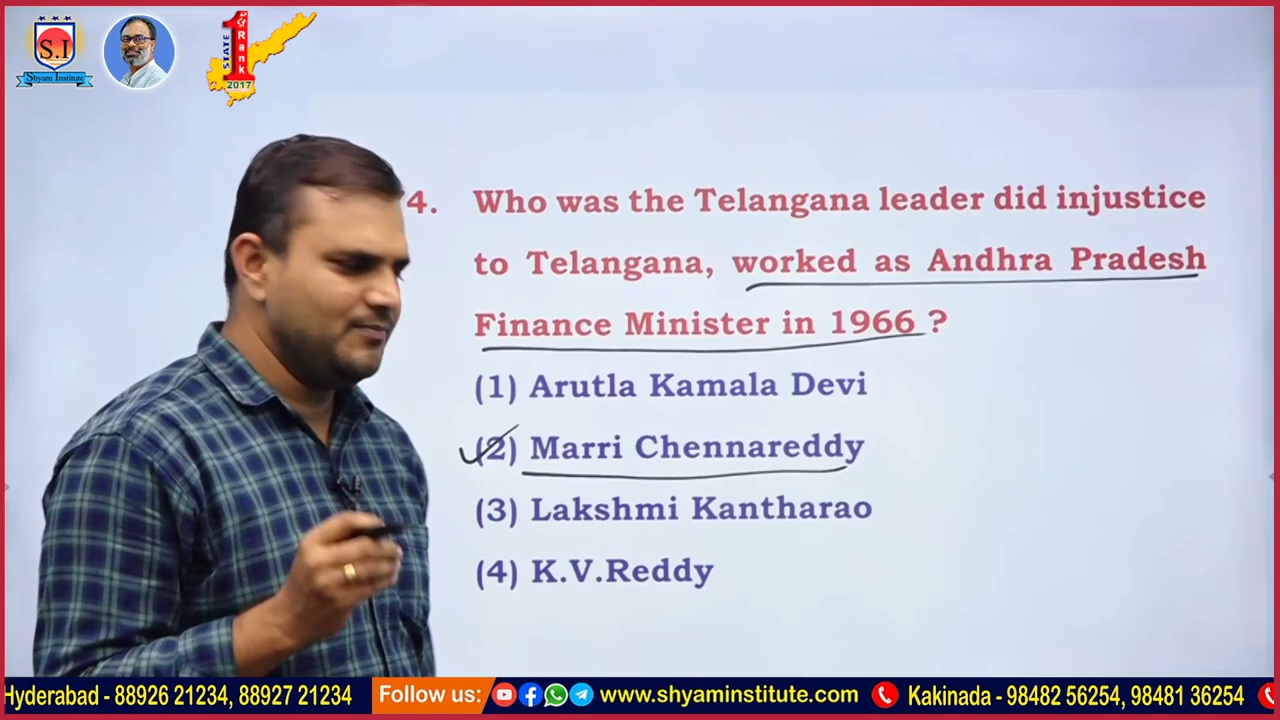 S.I
Shyam Institute
STATE
1
Rank
2017
4. Who was the Telangana leader did injustice
to Telangana, worked as Andhra Pradesh
Finance Minister in 1966 ?
(1) Arutla Kamala Devi
(2) Marri Chennareddy
(3) Lakshmi Kantharao
(4) K.V.Reddy
Hyderabad - 88926 21234, 88927 21234 Follow us: www.shyaminstitute.com Kakinada - 98482 56254, 98481 36254